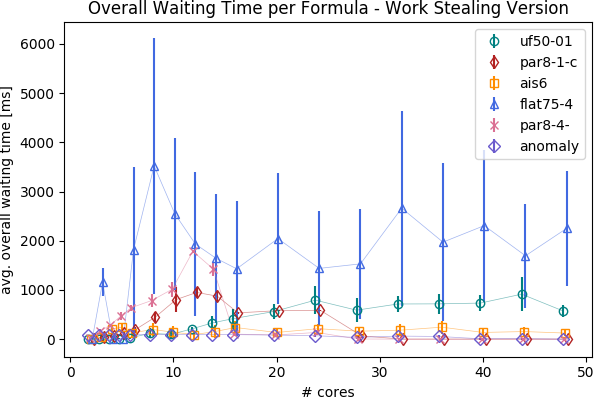 Overall Waiting Time per Formula - Work Stealing Version
avg. overall waiting time [ms]
6000
5000
4000
3000
2000
1000
0
uf50-01
par8-1-c
ais6
flat75-4
par8-4-
anomaly
0 10 20 30 40 50
# cores